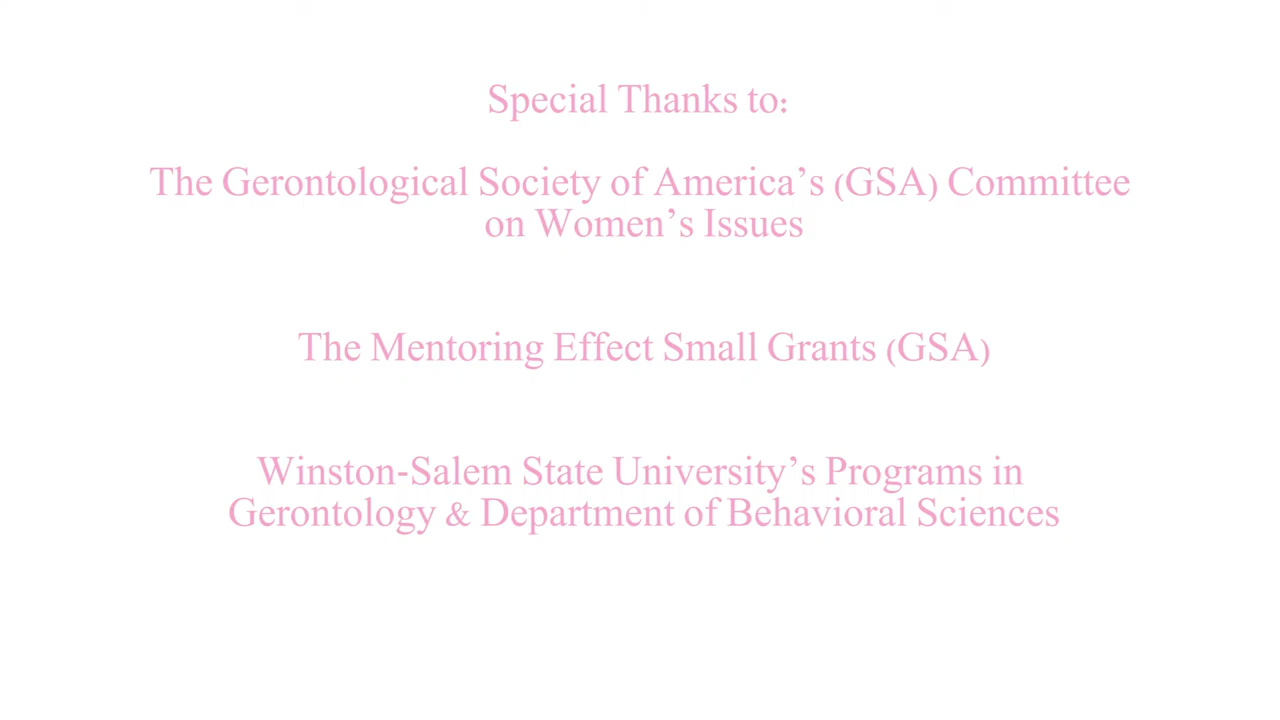 Special Thanks to:
The Gerontological Society of America’s (GSA) Committee
on Women’s Issues
The Mentoring Effect Small Grants (GSA)
Winston-Salem State University’s Programs in
Gerontology & Department of Behavioral Sciences